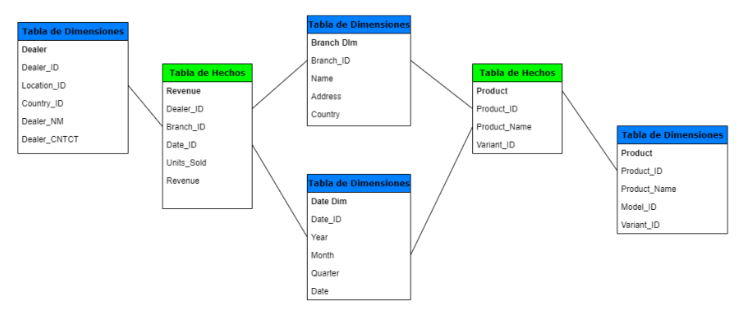 Tabla de Dimensiones
Dealer
Dealer_ID
Location_ID
Country_ID
Dealer_NM
Dealer_CNTCT
Tabla de Hechos
Revenue
Dealer_ID
Branch_ID
Date_ID
Units_Sold
Revenue
Tabla de Dimensiones
Branch DIm
Branch_ID
Name
Address
Country
Tabla de Dimensiones
Date Dim
Date_ID
Year
Month
Quarter
Date
Tabla de Hechos
Product
Product_ID
Product_Name
Variant_ID
Tabla de Dimensiones
Product
Product_ID
Product_Name
Model_ID
Variant_ID